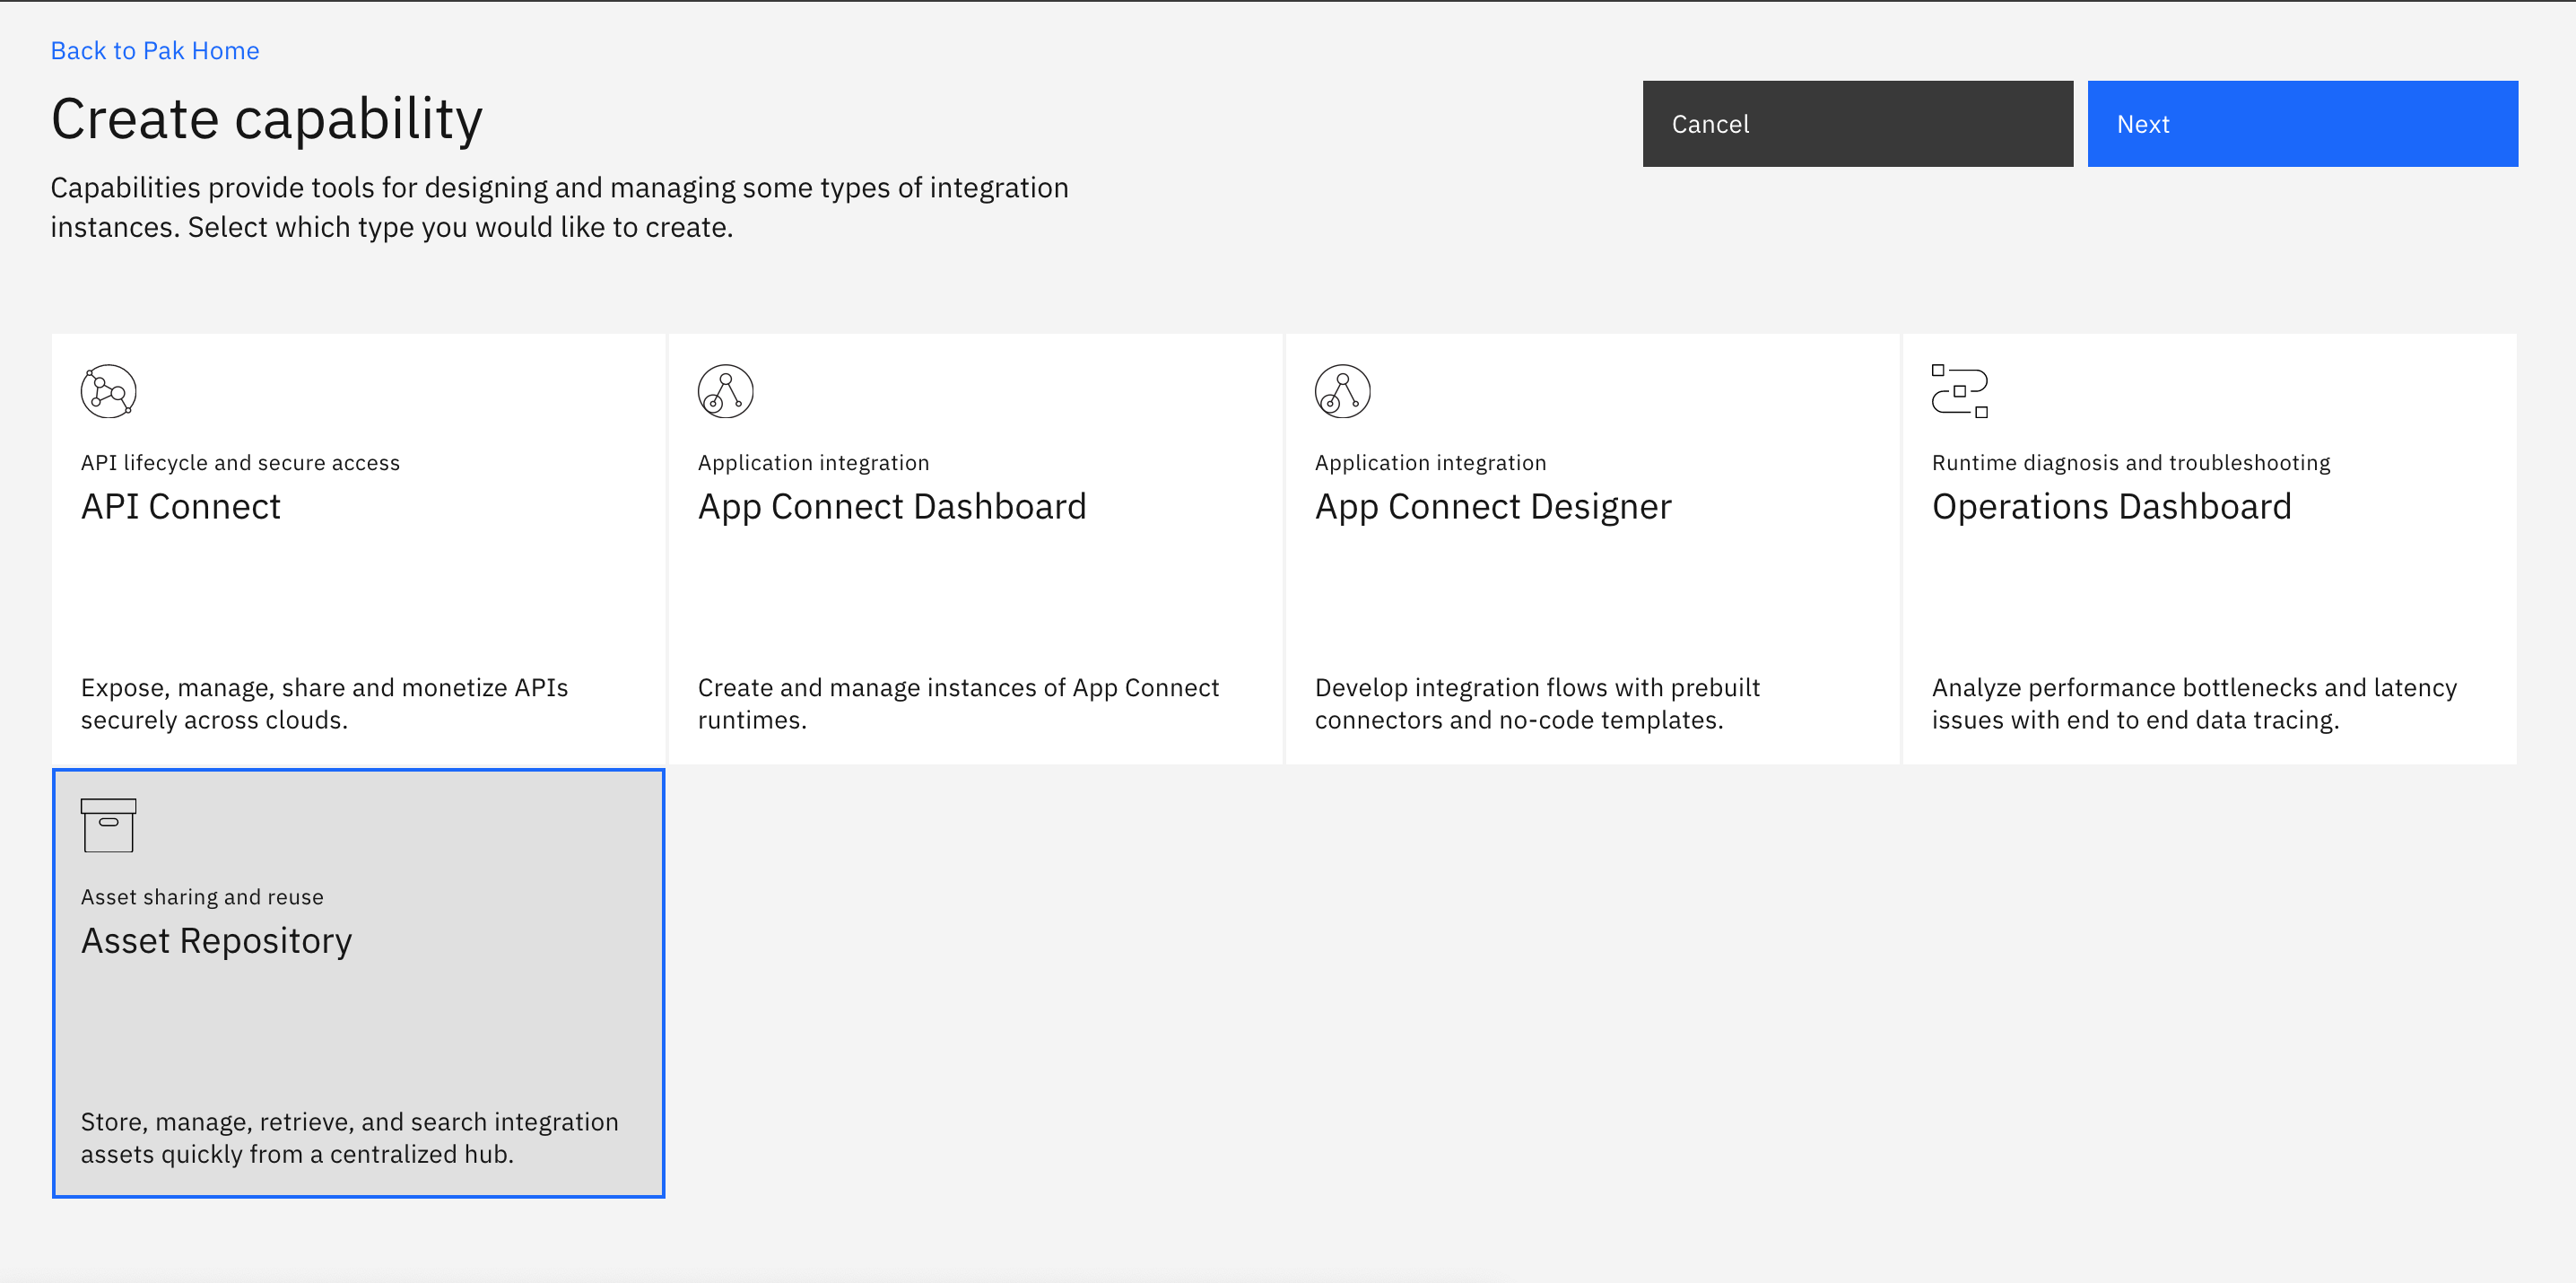 Back to Pak Home
Create capability
Cancel
Next
Capabilities provide tools for designing and managing some types of integration
instances. Select which type you would like to create.
API lifecycle and secure access
API Connect
Expose, manage, share and monetize APIs
securely across clouds.
Application integration
App Connect Dashboard
Create and manage instances of App Connect
runtimes.
Application integration
App Connect Designer
Develop integration flows with prebuilt
connectors and no-code templates.
Runtime diagnosis and troubleshooting
Operations Dashboard
Analyze performance bottlenecks and latency
issues with end to end data tracing.
Asset sharing and reuse
Asset Repository
Store, manage, retrieve, and search integration
assets quickly from a centralized hub.